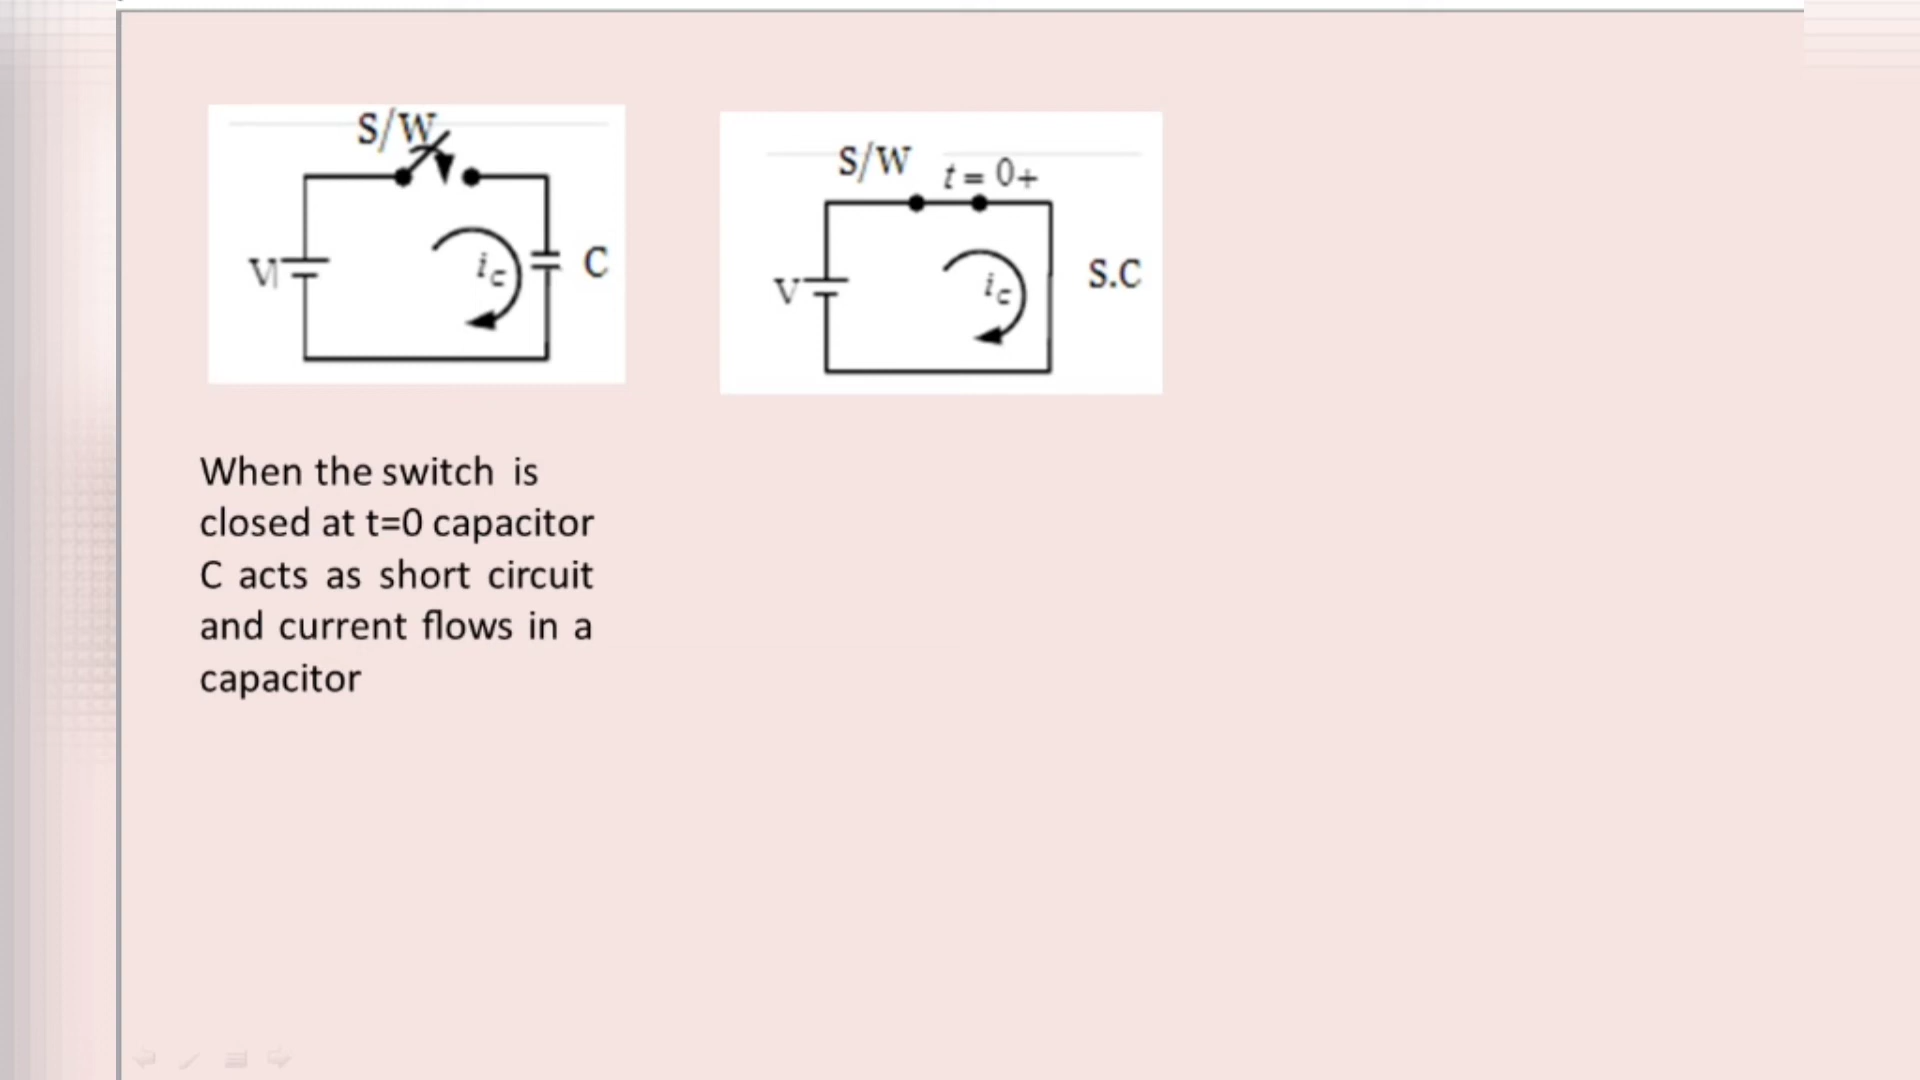 S/W
V
i_c
C
S/W
t = 0+
V
i_c
S.C
When the switch is
closed at t=0 capacitor
C acts as short circuit
and current flows in a
capacitor